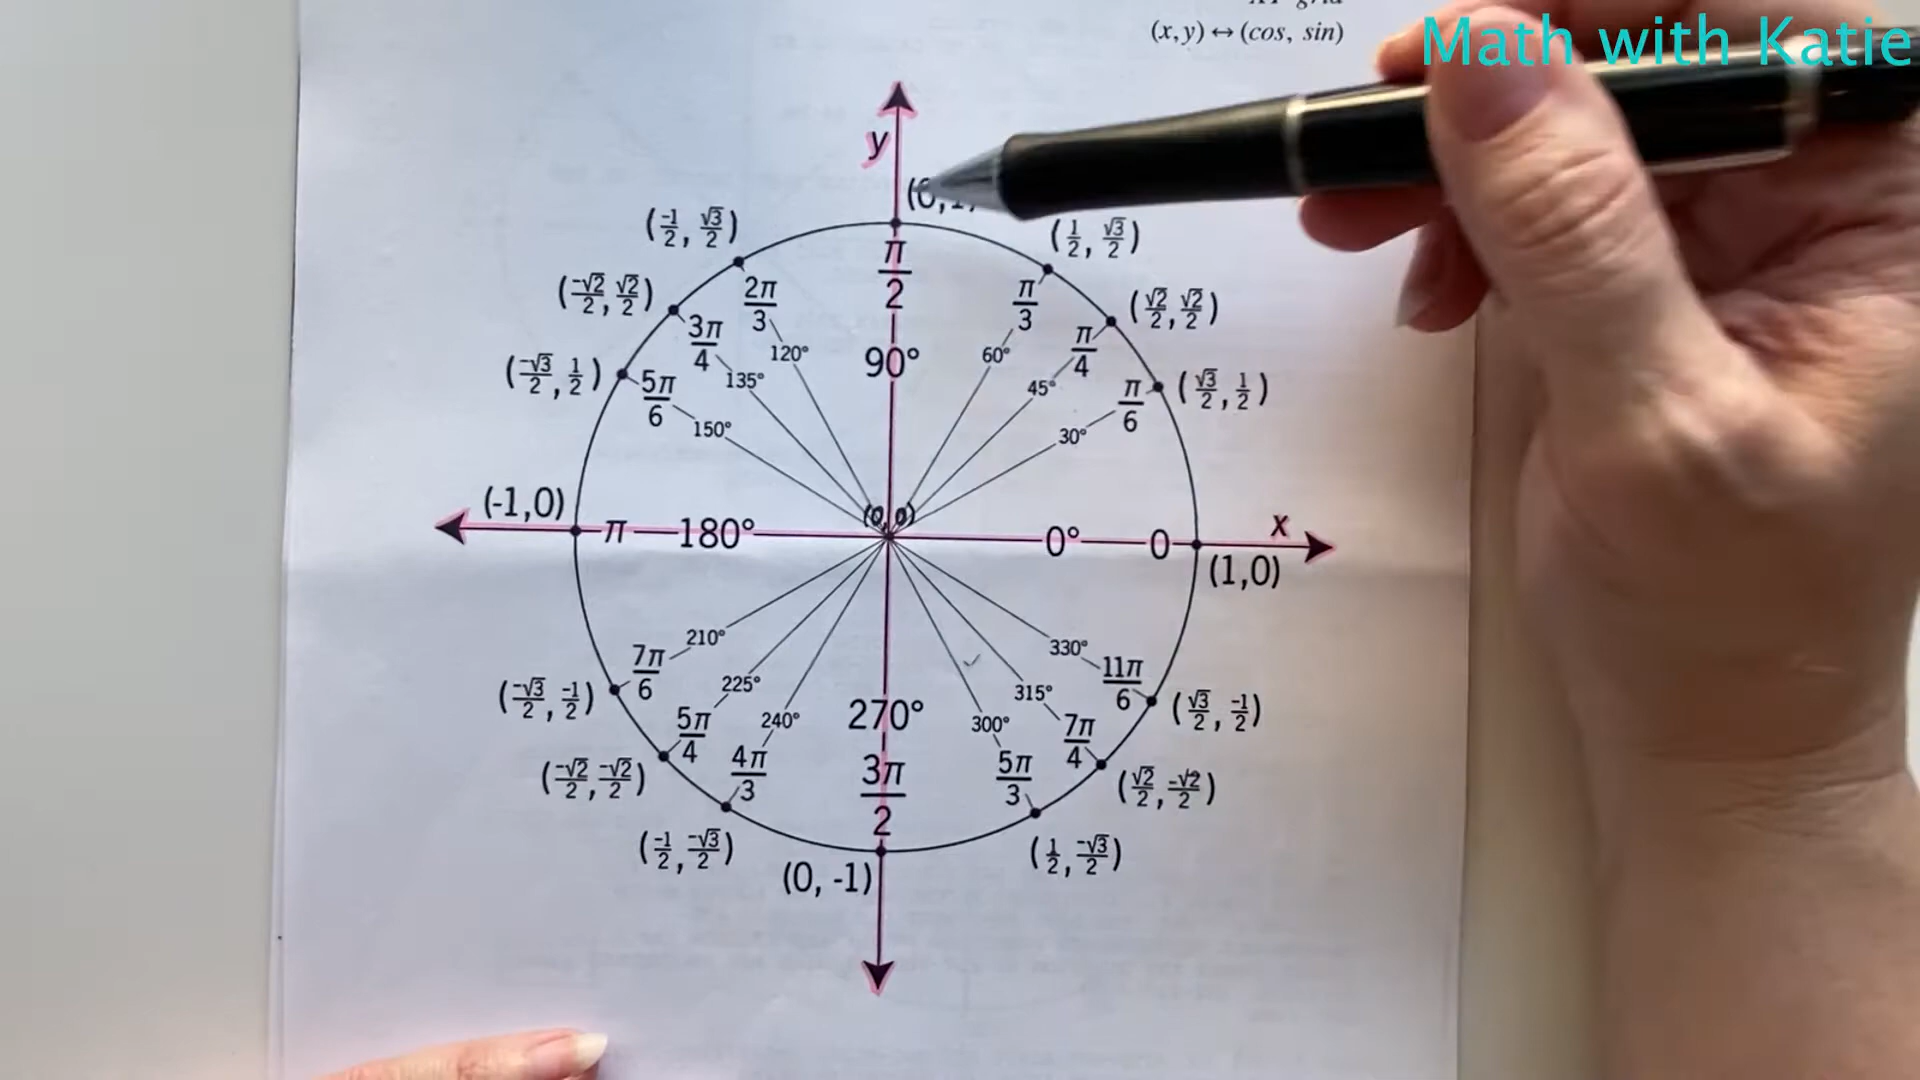 Math with Katie
(x, y) ↔ (cos, sin)
y
(-1/2, √3/2)
(1/2, √3/2)
π/2
2π/3
π/3
(-√2/2, √2/2)
(√2/2, √2/2)
3π/4
π/4
120°
90°
60°
(-√3/2, 1/2)
(√3/2, 1/2)
5π/6
135°
45°
π/6
150°
30°
(-1,0)
(0,0)
x
π
180°
0°
0
(1,0)
210°
330°
7π/6
11π/6
(-√3/2, -1/2)
225°
315°
(√3/2, -1/2)
5π/4
240°
270°
300°
7π/4
4π/3
3π/2
5π/3
(-√2/2, -√2/2)
(√2/2, -√2/2)
(-1/2, -√3/2)
(0, -1)
(1/2, -√3/2)